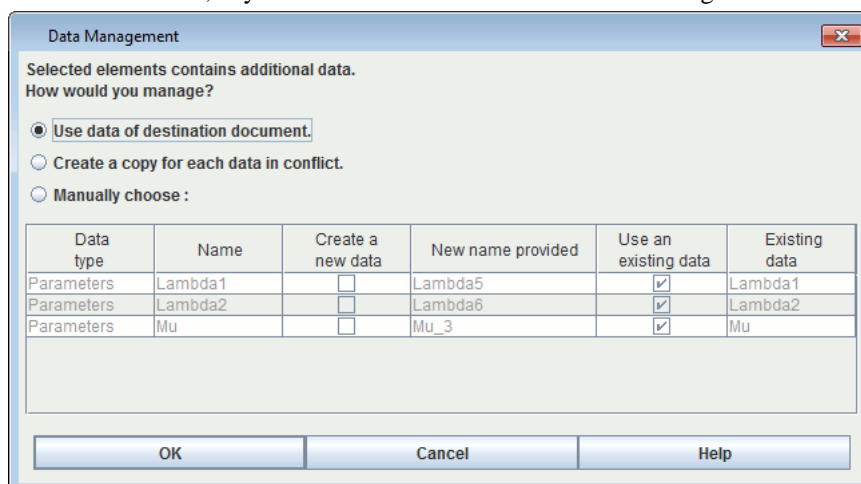 Data Management
Selected elements contains additional data.
How would you manage?
Use data of destination document.
Create a copy for each data in conflict.
Manually choose :
Data type Name Create a new data New name provided Use an existing data Existing data
Parameters Lambda1 Lambda5 Lambda1
Parameters Lambda2 Lambda6 Lambda2
Parameters Mu Mu_3 Mu
OK Cancel Help